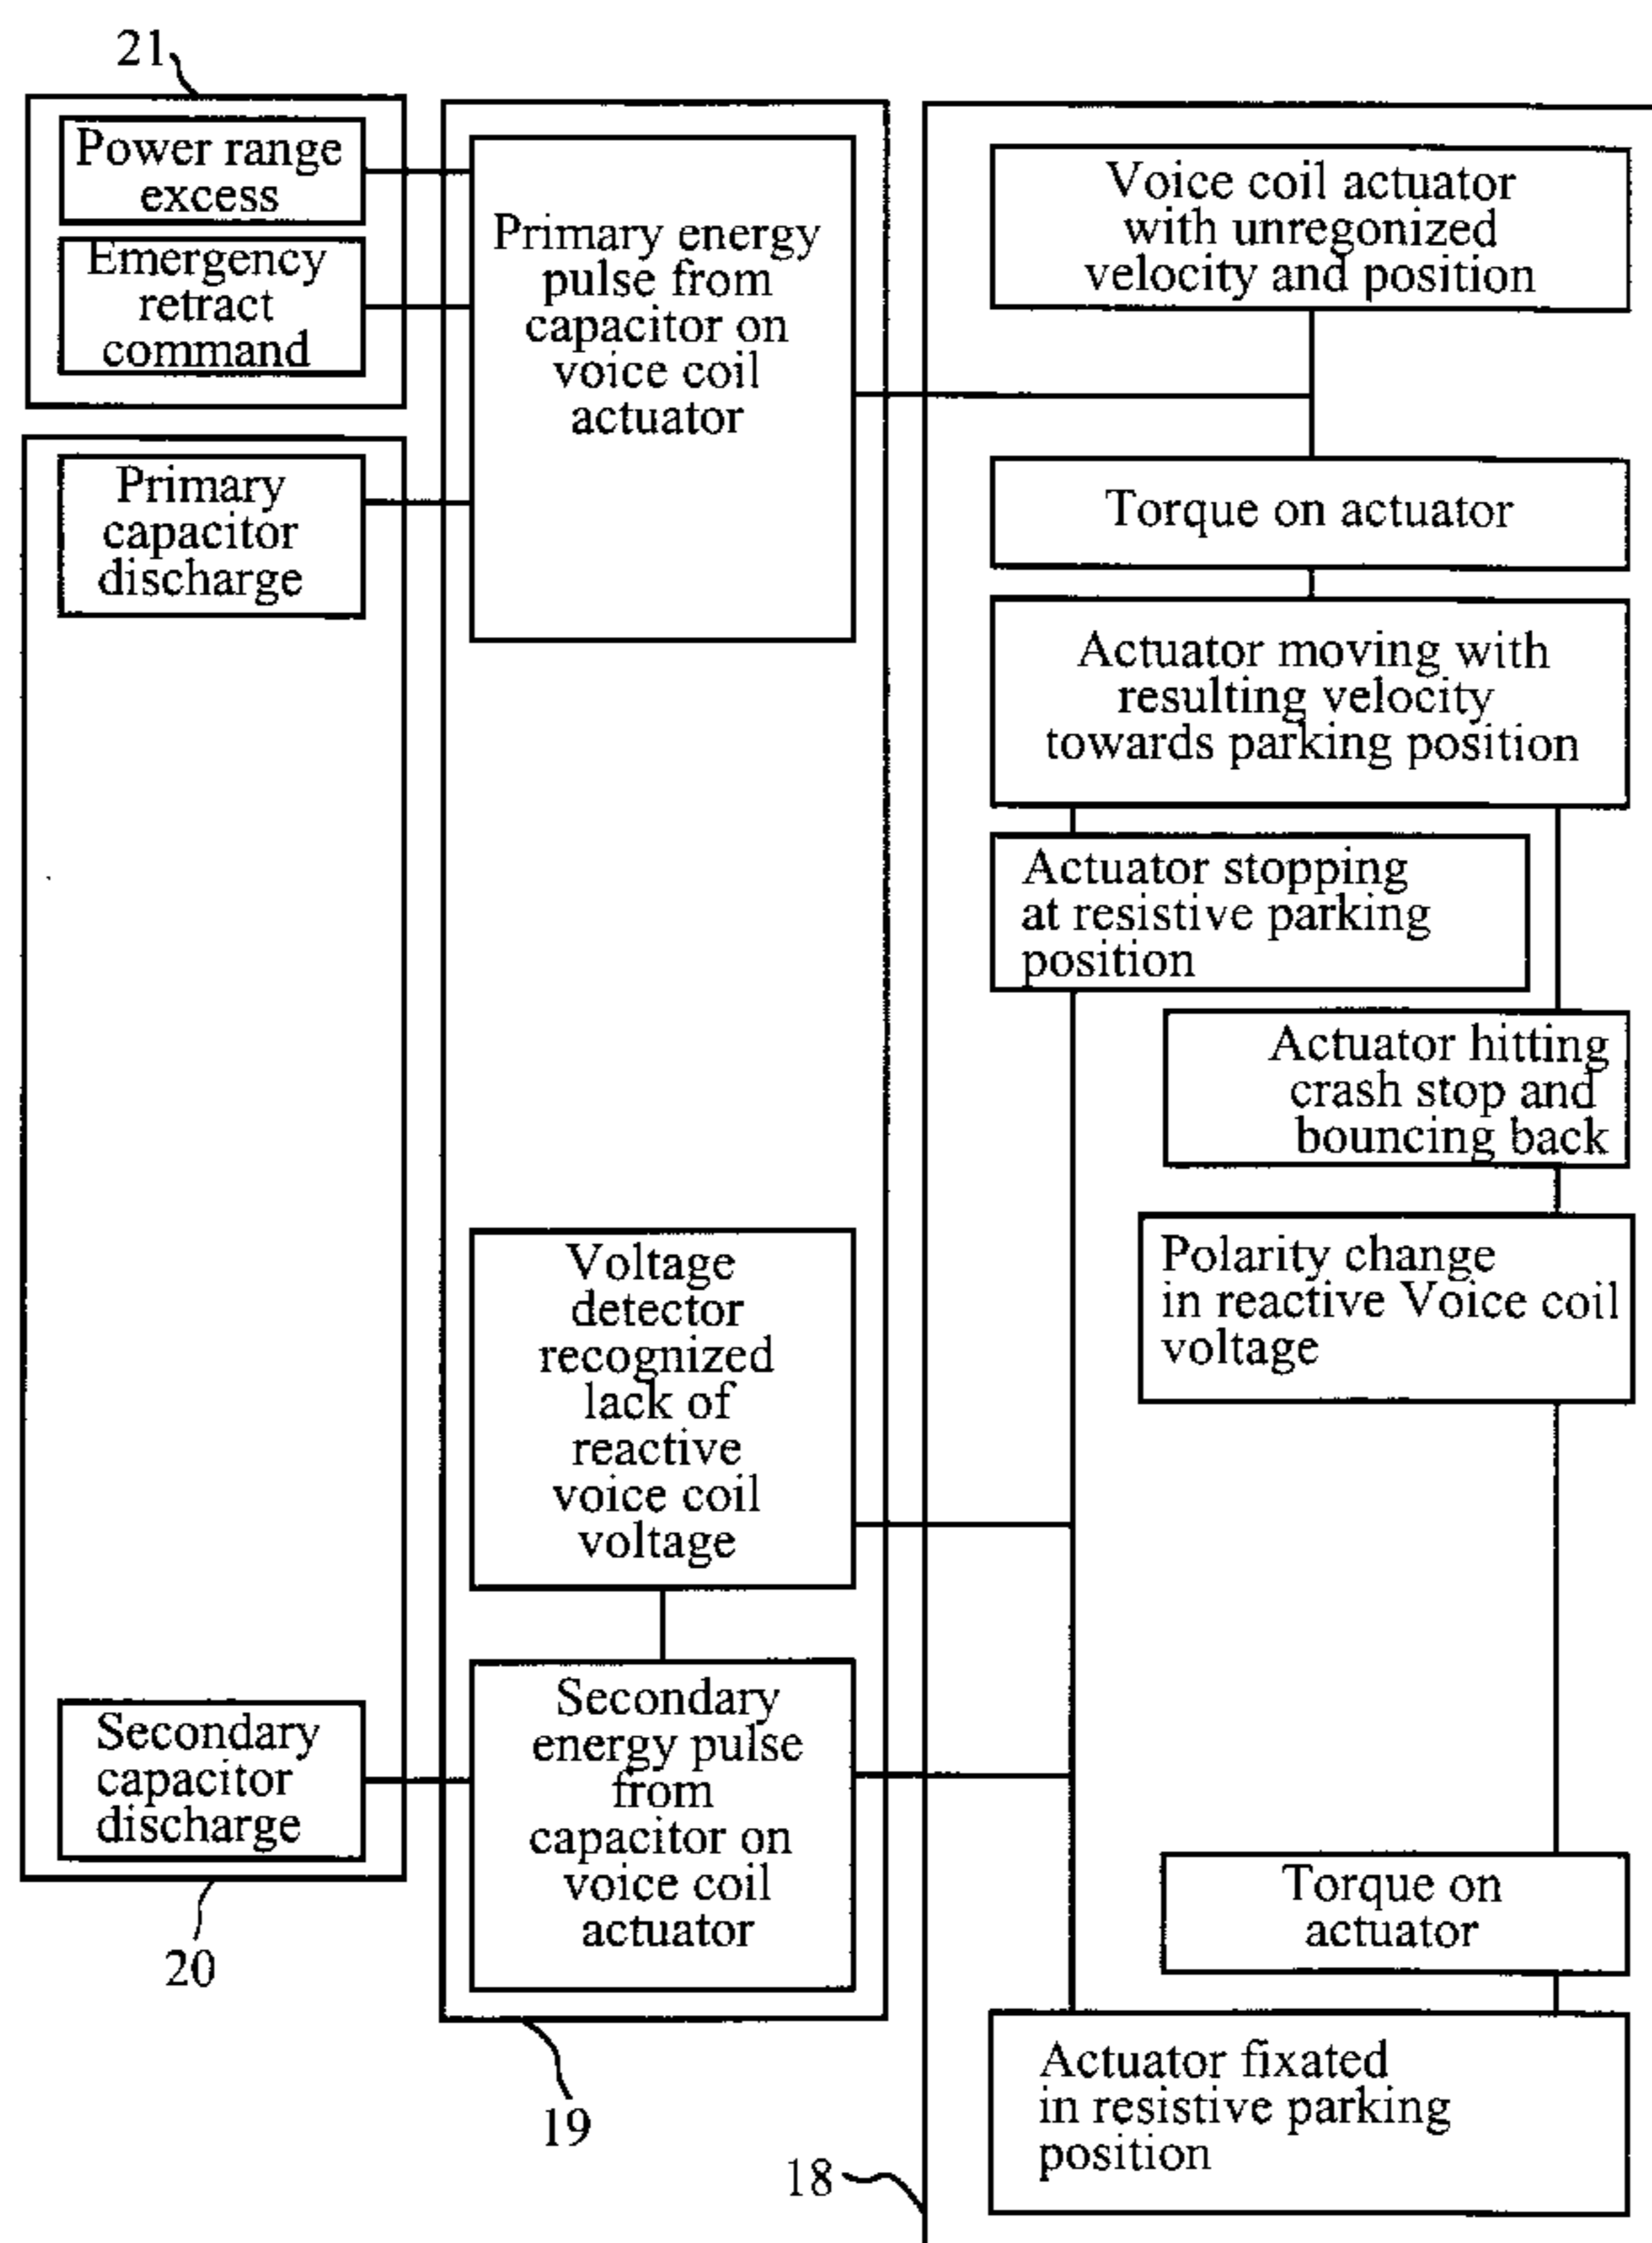 21
Power range
excess
Emergency
retract
command
Primary
capacitor
discharge
Secondary
capacitor
discharge
20
Primary energy
pulse from
capacitor on
voice coil
actuator
Voltage
detector
recognized
lack of
reactive
voice coil
voltage
Secondary
energy pulse
from
capacitor on
voice coil
actuator
19
Voice coil actuator
with unregonized
velocity and position
Torque on actuator
Actuator moving with
resulting velocity
towards parking position
Actuator stopping
at resistive parking
position
Actuator hitting
crash stop and
bouncing back
Polarity change
in reactive Voice coil
voltage
Torque on
actuator
Actuator fixated
in resistive parking
position
18